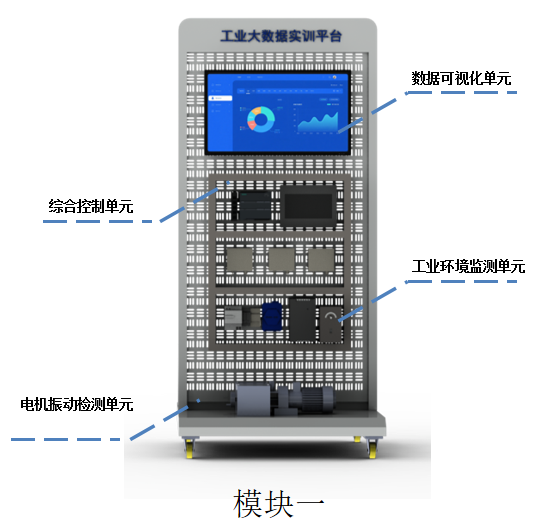 工业大数据实训平台
数据可视化单元
综合控制单元
工业环境监测单元
电机振动检测单元
模块一